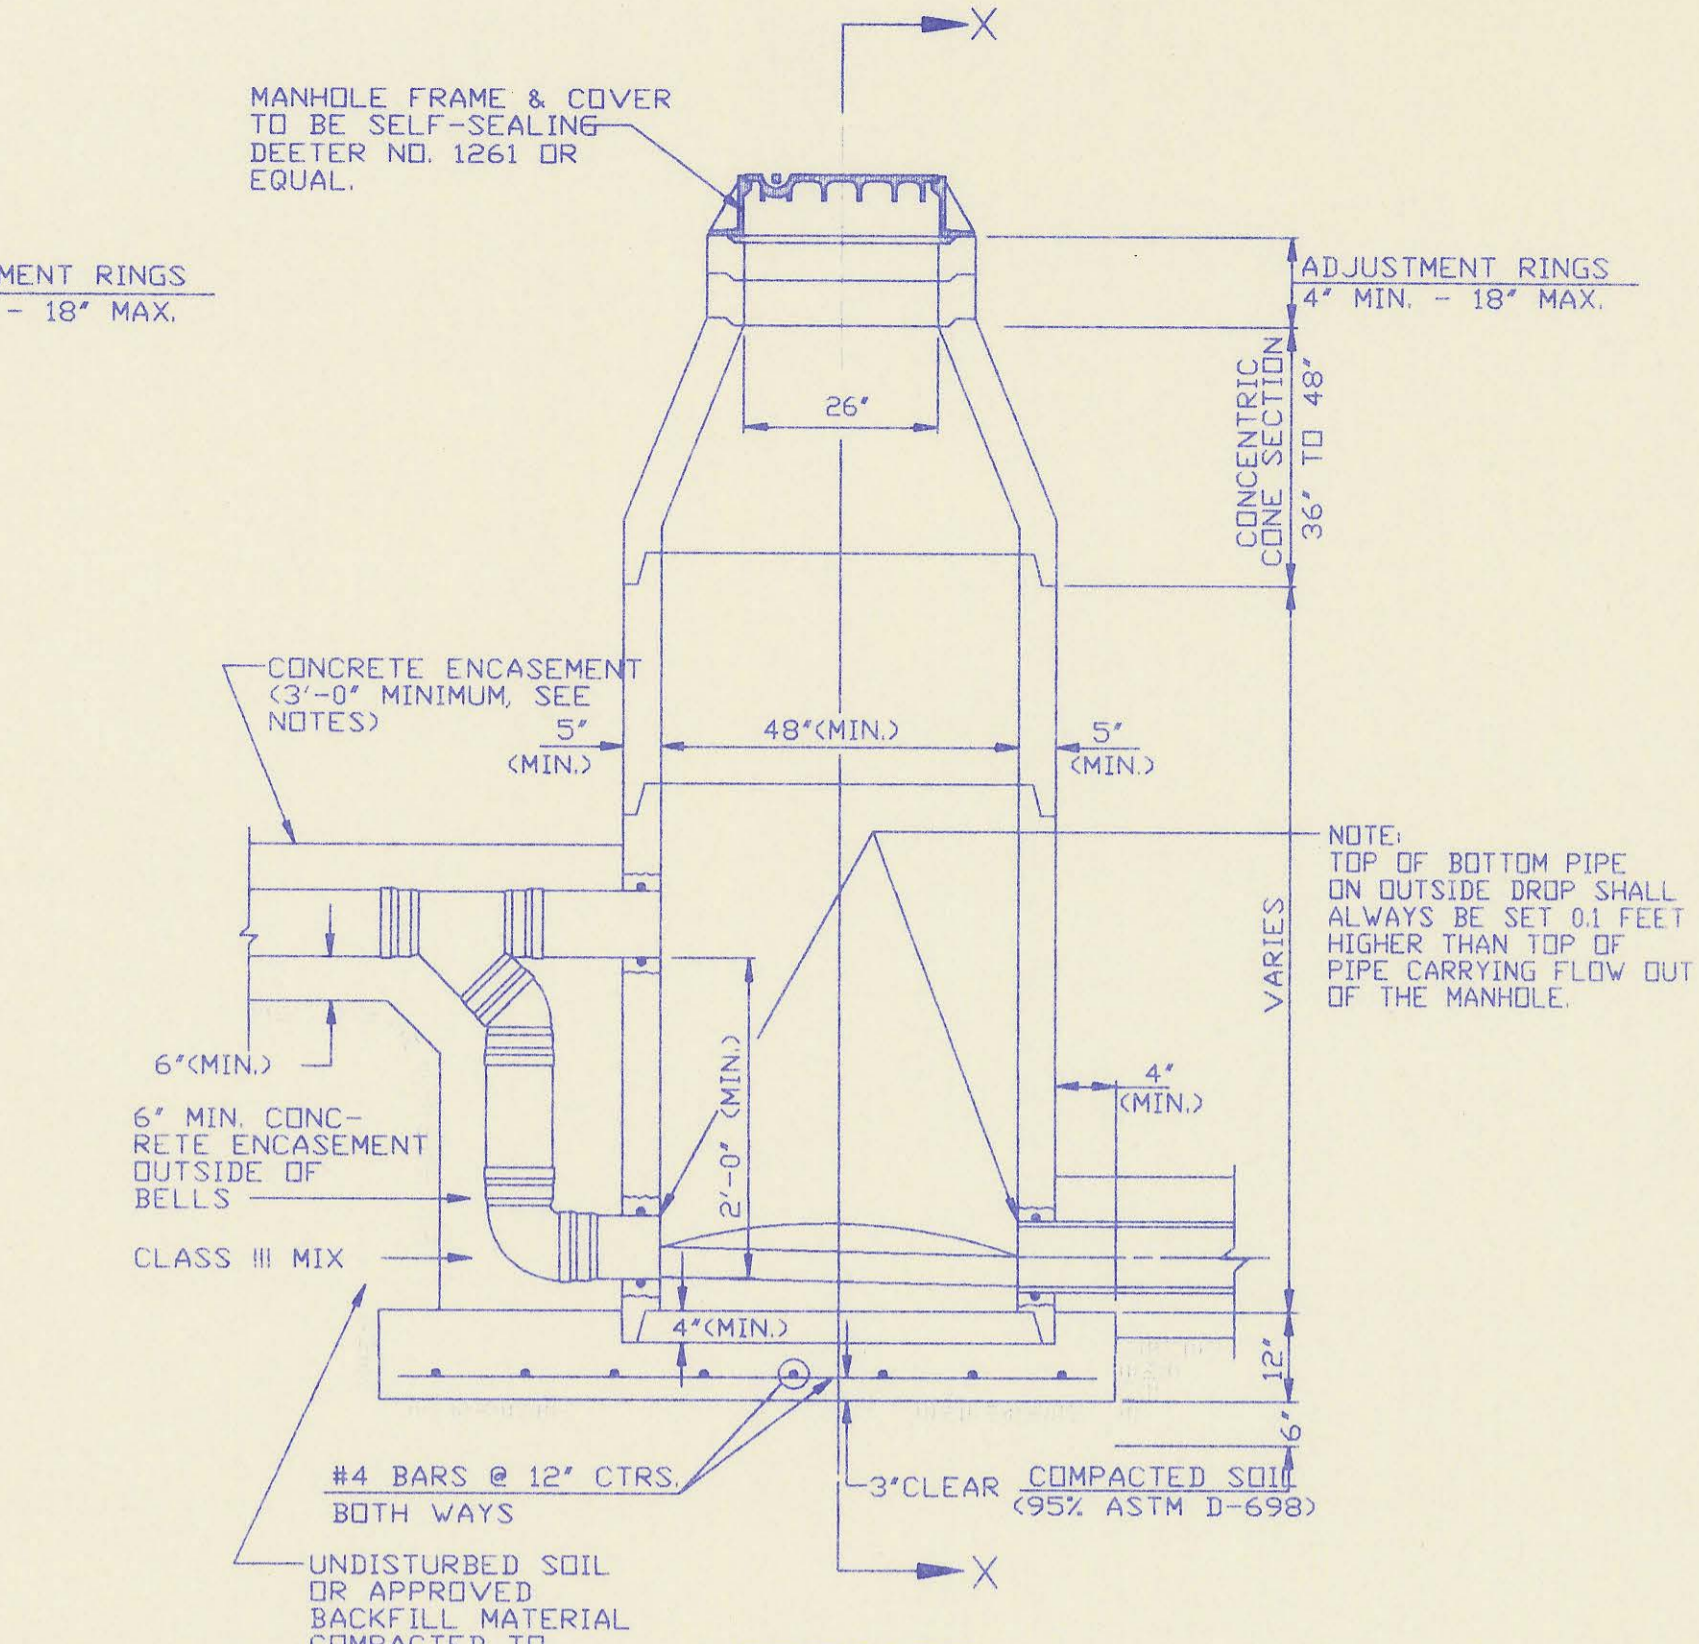 X
MANHOLE FRAME & COVER
TO BE SELF-SEALING
DEETER NO. 1261 OR
EQUAL.
MENT RINGS
- 18" MAX.
ADJUSTMENT RINGS
4" MIN. - 18" MAX.
CONCENTRIC
CONE SECTION
36" TO 48"
26"
CONCRETE ENCASEMENT
(3'-0" MINIMUM, SEE
NOTES)
5"
(MIN.)
48"(MIN.)
5"
(MIN.)
NOTE:
TOP OF BOTTOM PIPE
ON OUTSIDE DROP SHALL
ALWAYS BE SET 0.1 FEET
HIGHER THAN TOP OF
PIPE CARRYING FLOW OUT
OF THE MANHOLE.
VARIES
6"(MIN.)
2'-0" (MIN.)
4"
(MIN.)
6" MIN. CONC-
RETE ENCASEMENT
OUTSIDE OF
BELLS
CLASS III MIX
4"(MIN.)
12"
6"
#4 BARS @ 12" CTRS.
BOTH WAYS
3"CLEAR
COMPACTED SOIL
(95% ASTM D-698)
X
UNDISTURBED SOIL
OR APPROVED
BACKFILL MATERIAL
COMPACTED TO